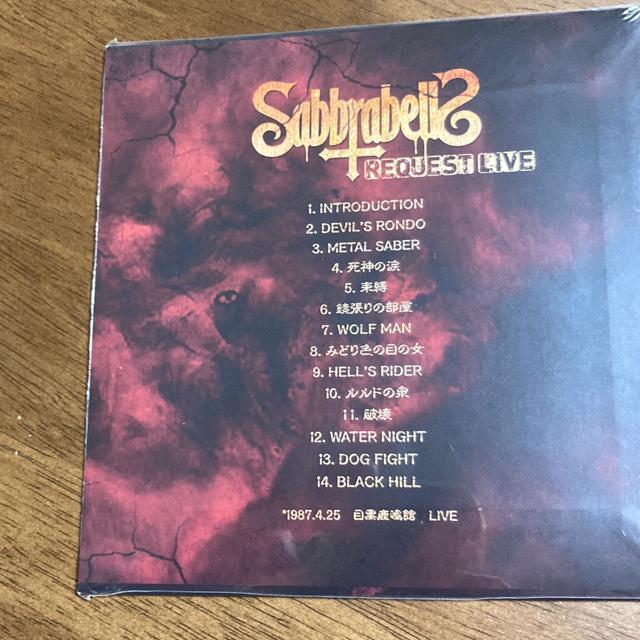 SabbrabellS
REQUEST LIVE
1. INTRODUCTION
2. DEVIL'S RONDO
3. METAL SABER
4. 死神の涙
5. 束縛
6. 鏡張りの部屋
7. WOLF MAN
8. みどり色の目の女
9. HELL'S RIDER
10. ルルドの泉
11. 破壊
12. WATER NIGHT
13. DOG FIGHT
14. BLACK HILL
*1987.4.25 目黒鹿鳴館 LIVE